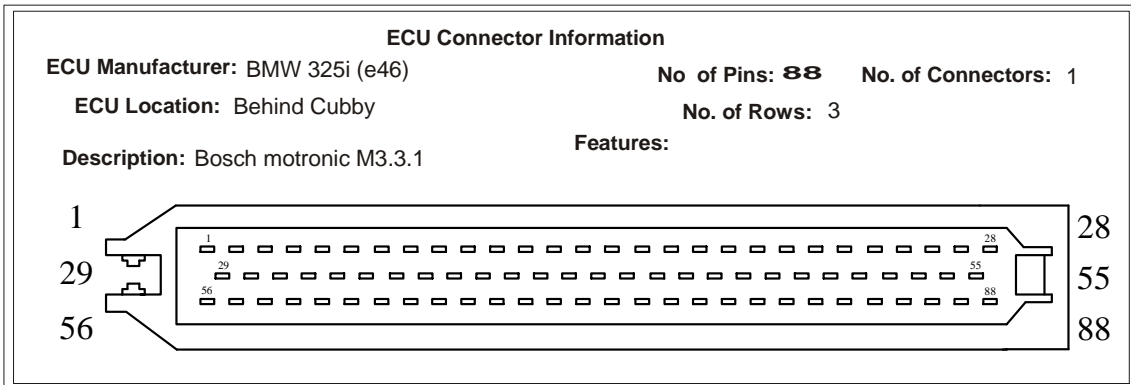 ECU Connector Information
ECU Manufacturer: BMW 325i (e46) No of Pins: 88 No. of Connectors: 1
ECU Location: Behind Cubby No. of Rows: 3
Features:
Description: Bosch motronic M3.3.1
1 28
1 28
29 55
29 55
56 88
56 88